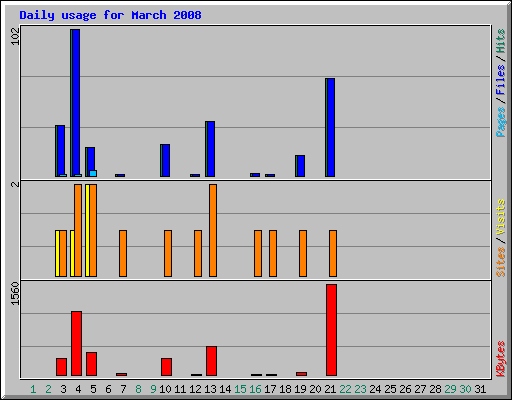 Daily usage for March 2008
102
Pages / Files / Hits
2
Sites / Visits
1560
KBytes
1 2 3 4 5 6 7 8 9 10 11 12 13 14 15 16 17 18 19 20 21 22 23 24 25 26 27 28 29 30 31